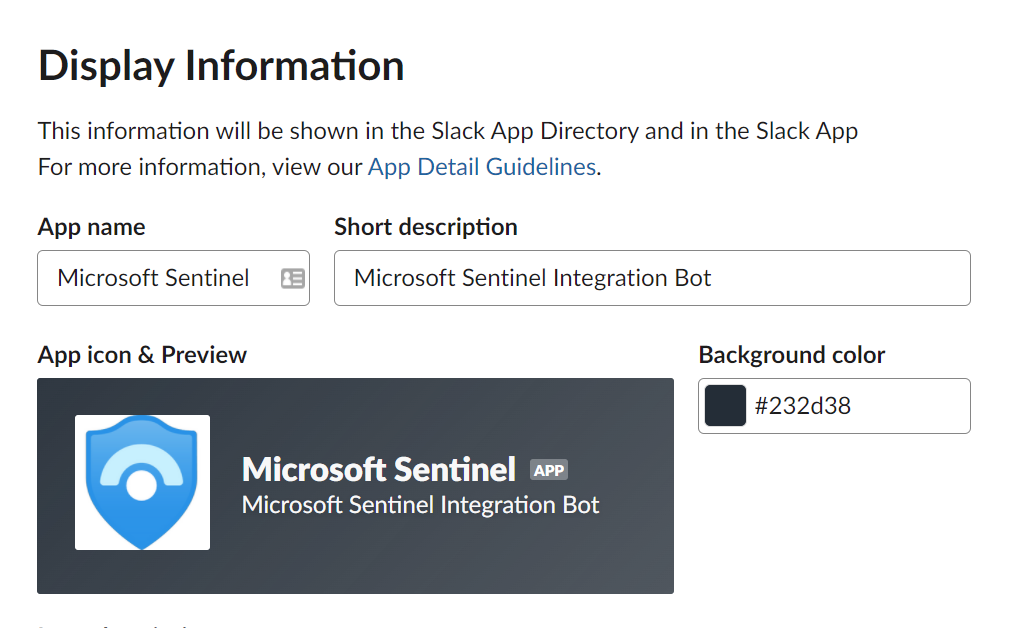 Display Information
This information will be shown in the Slack App Directory and in the Slack App
For more information, view our App Detail Guidelines.
App name
Short description
Microsoft Sentinel
Microsoft Sentinel Integration Bot
App icon & Preview
Background color
#232d38
Microsoft Sentinel APP
Microsoft Sentinel Integration Bot